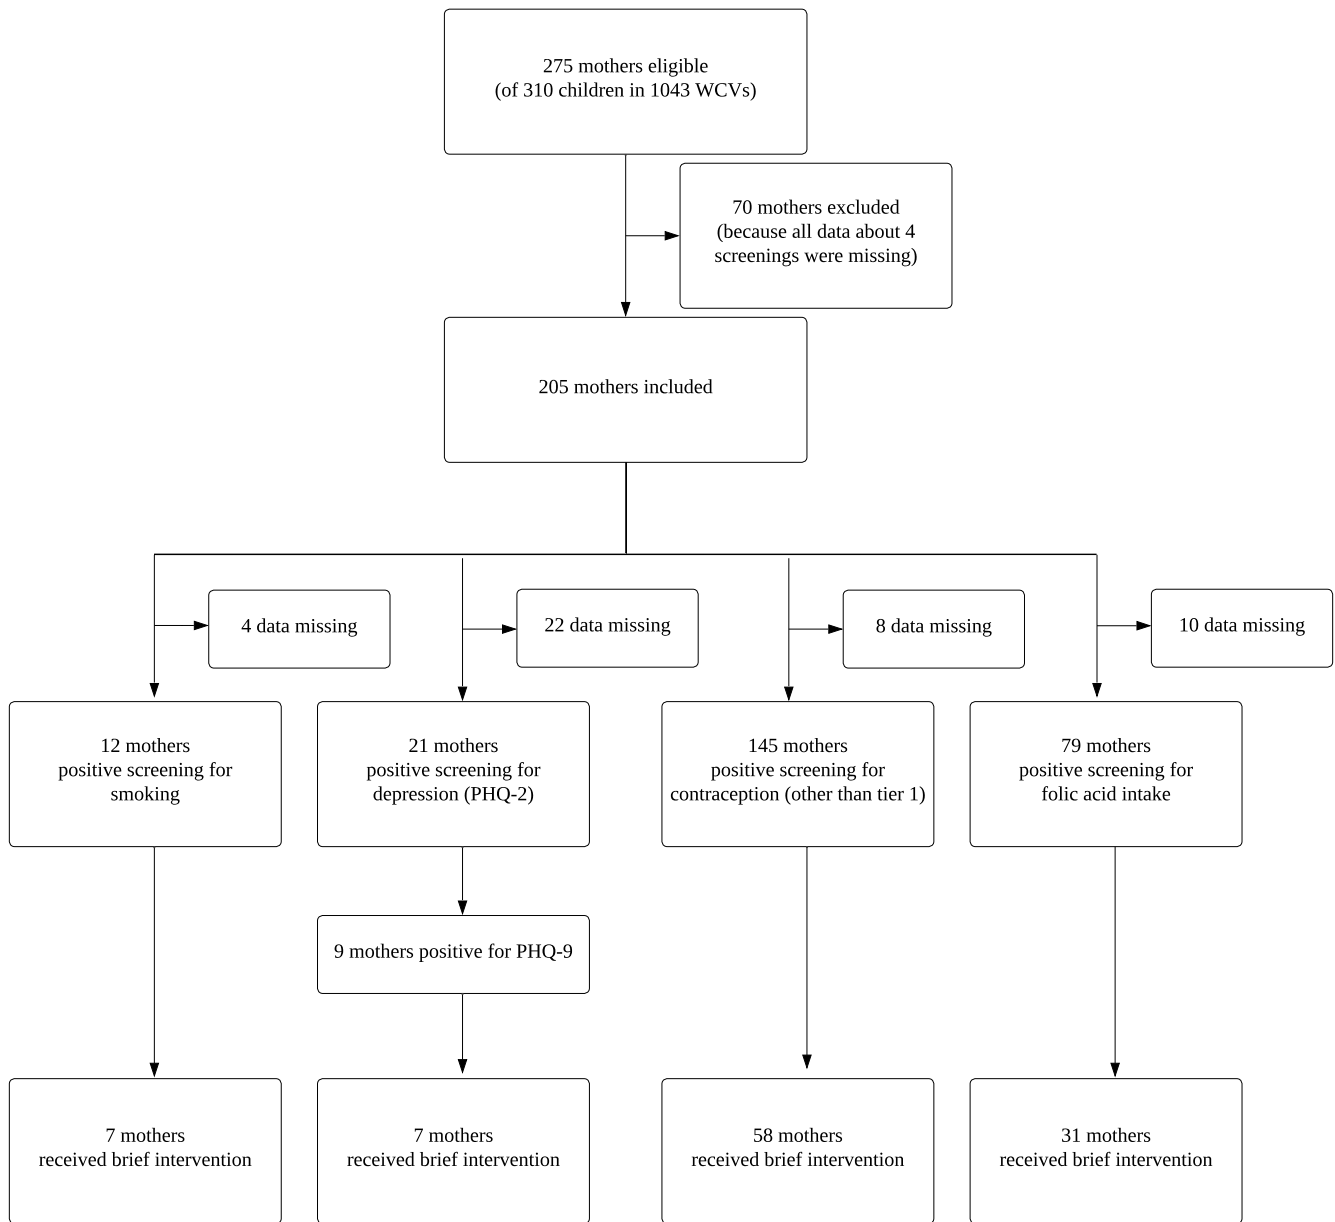 275 mothers eligible
(of 310 children in 1043 WCVs)
70 mothers excluded
(because all data about 4
screenings were missing)
205 mothers included
4 data missing
22 data missing
8 data missing
10 data missing
12 mothers
positive screening for
smoking
21 mothers
positive screening for
depression (PHQ-2)
145 mothers
positive screening for
contraception (other than tier 1)
79 mothers
positive screening for
folic acid intake
9 mothers positive for PHQ-9
7 mothers
received brief intervention
7 mothers
received brief intervention
58 mothers
received brief intervention
31 mothers
received brief intervention